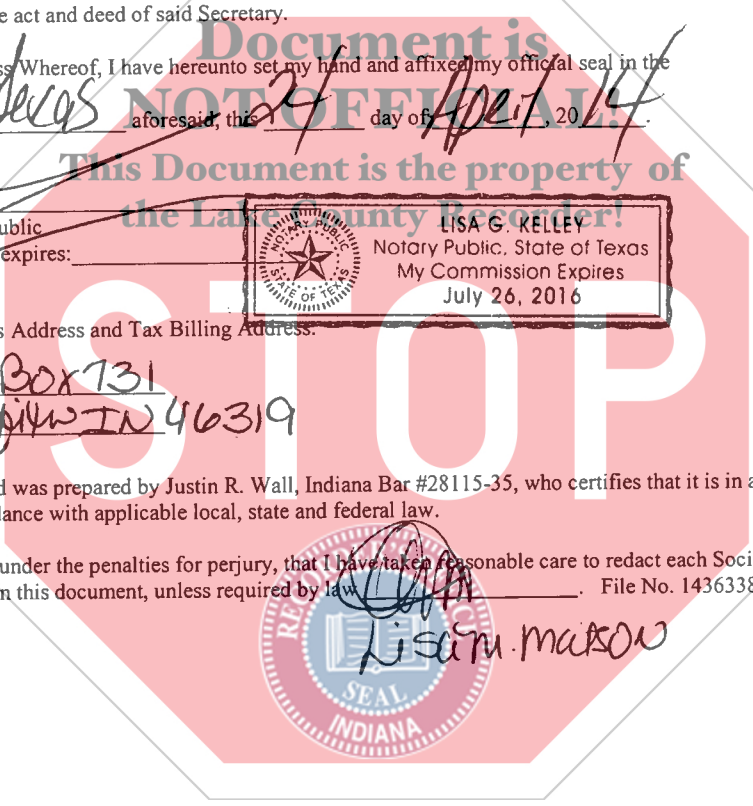 e act and deed of said Secretary.
Document is
s Whereof, I have hereunto set my hand and affixed my official seal in the
NOT OFFICIAL!
Texas aforesaid, this 24 day of April, 2014.
This Document is the property of
the Lake County Recorder!
ublic
expires:
NOTARY PUBLIC
STATE OF TEXAS
LISA G. KELLEY
Notary Public, State of Texas
My Commission Expires
July 26, 2016
STOP
s Address and Tax Billing Address:
Box 731
IN 46319
d was prepared by Justin R. Wall, Indiana Bar #28115-35, who certifies that it is in a
lance with applicable local, state and federal law.
under the penalties for perjury, that I have taken reasonable care to redact each Soci
n this document, unless required by law. File No. 1436338
Lisa M. Matson
SEAL
INDIANA